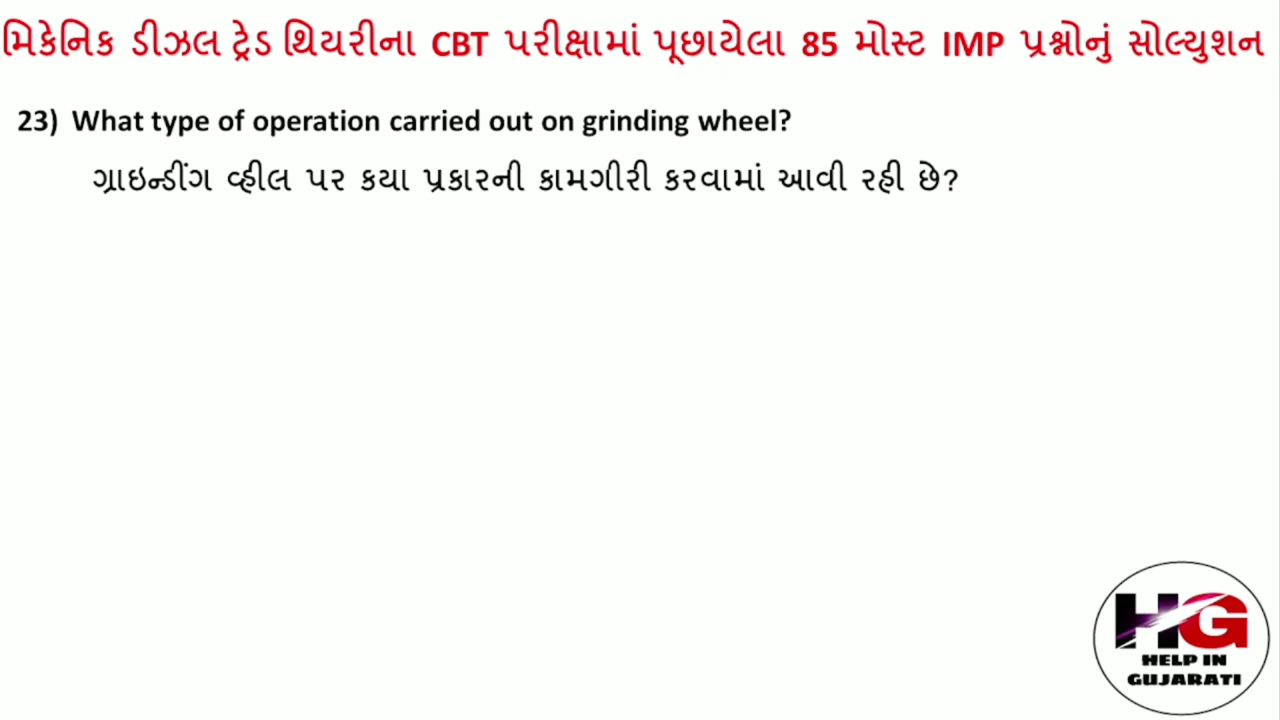 મિકેનિક ડીઝલ ટ્રેડ થિયરીના CBT પરીક્ષામાં પૂછાયેલા 85 મોસ્ટ IMP પ્રશ્નોનું સોલ્યુશન
23) What type of operation carried out on grinding wheel?
ગ્રાઇન્ડીંગ વ્હીલ પર કયા પ્રકારની કામગીરી કરવામાં આવી રહી છે?
HG
HELP IN
GUJARATI